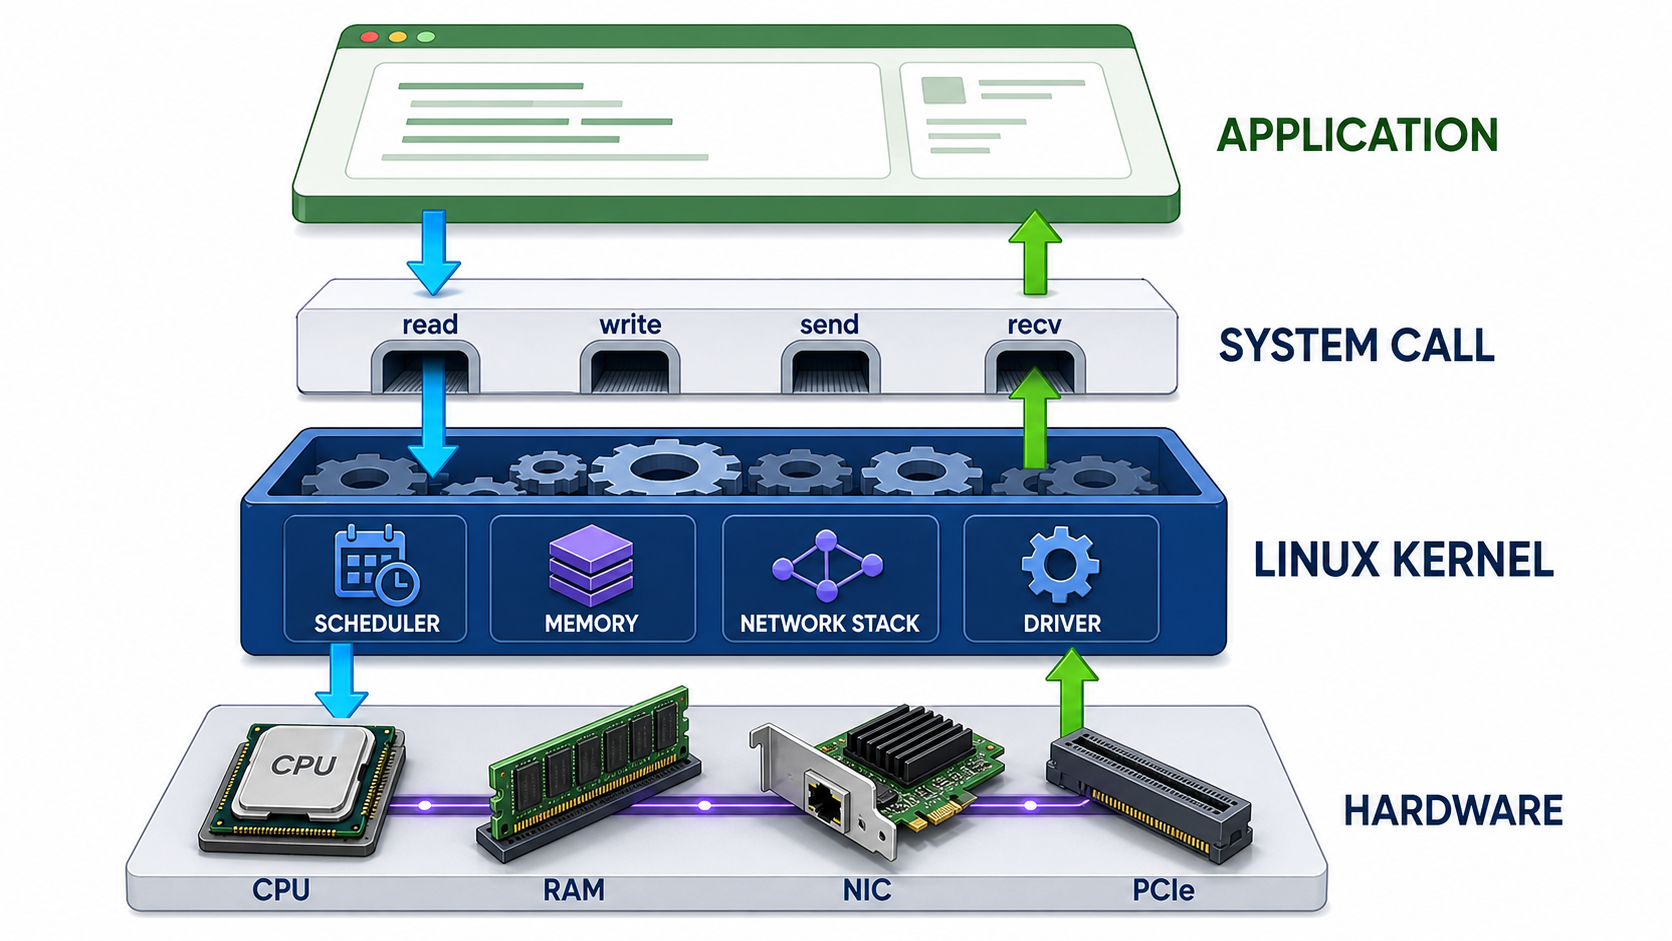 APPLICATION
read
write
send
recv
SYSTEM CALL
LINUX KERNEL
SCHEDULER
MEMORY
NETWORK STACK
DRIVER
CPU
HARDWARE
CPU
RAM
NIC
PCIe